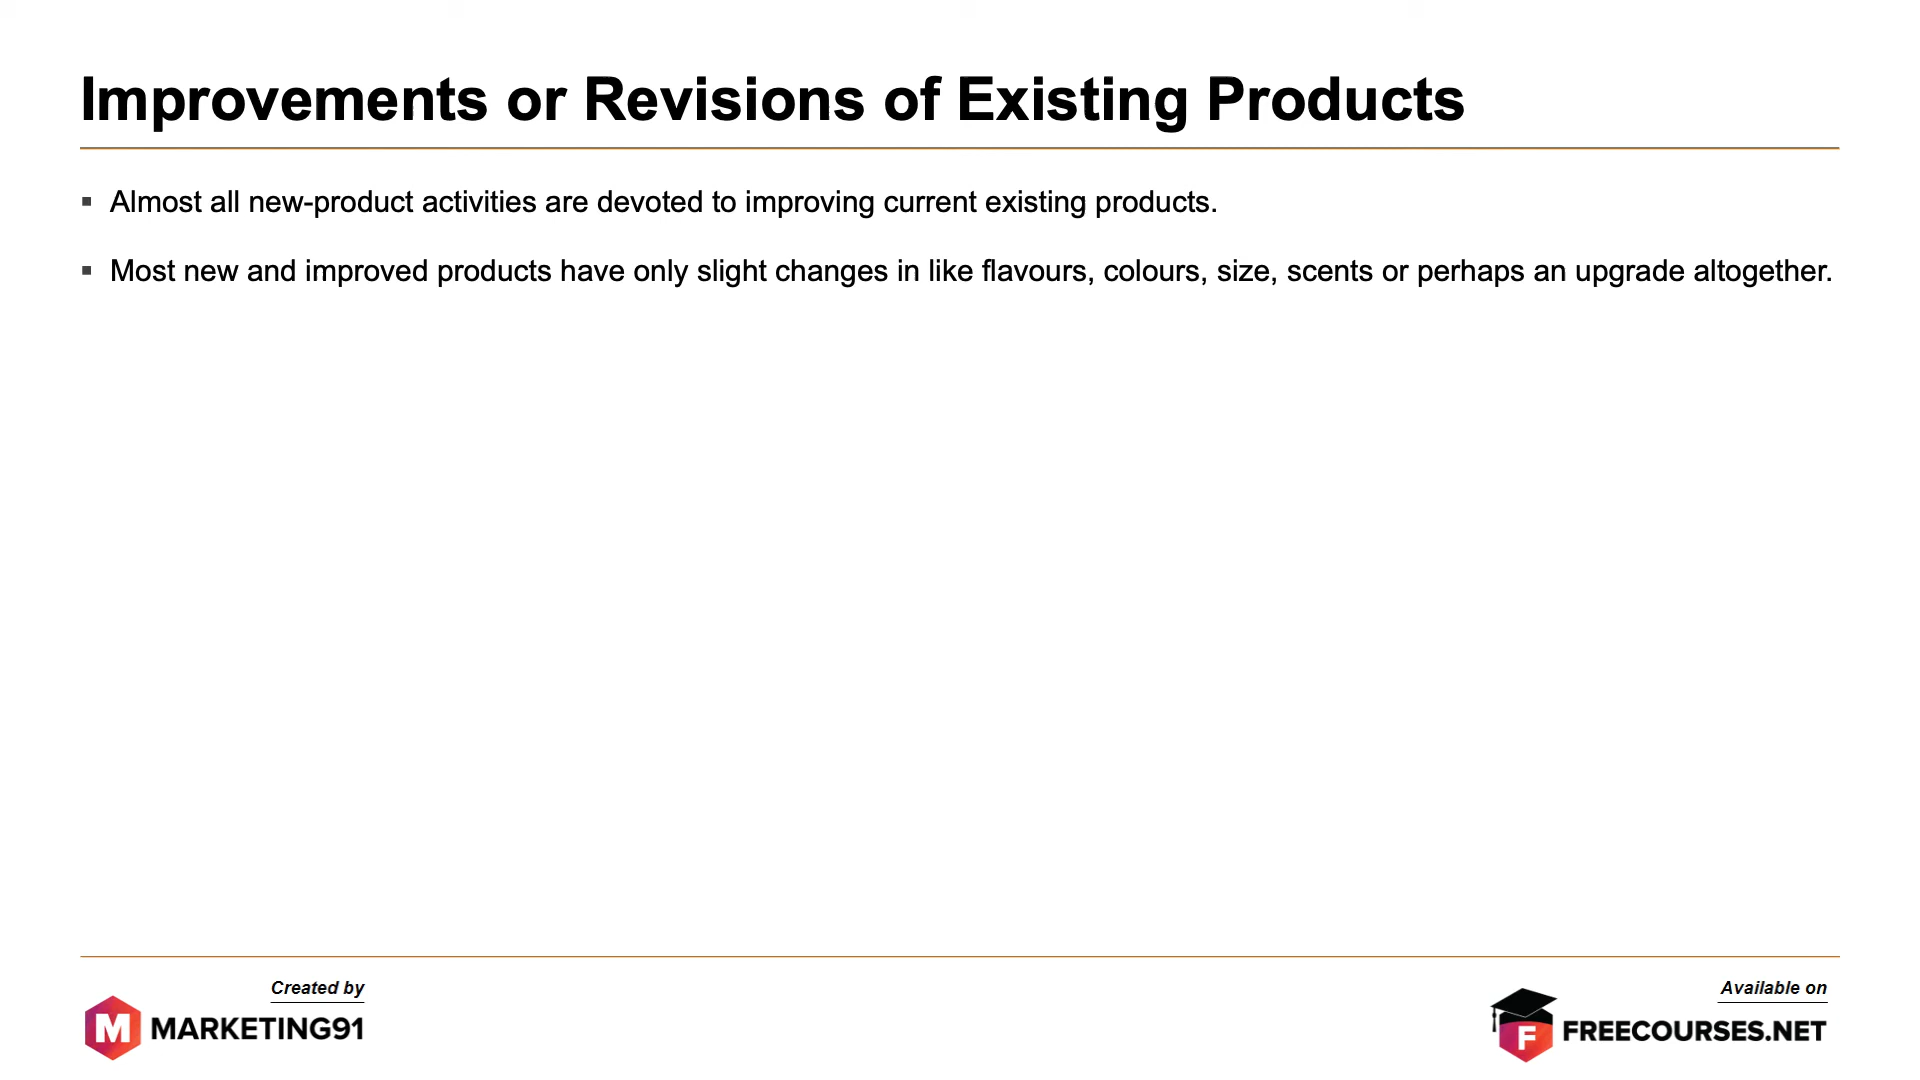 Improvements or Revisions of Existing Products
▪ Almost all new-product activities are devoted to improving current existing products.
▪ Most new and improved products have only slight changes in like flavours, colours, size, scents or perhaps an upgrade altogether.
Created by
M MARKETING91
Available on
F FREECOURSES.NET